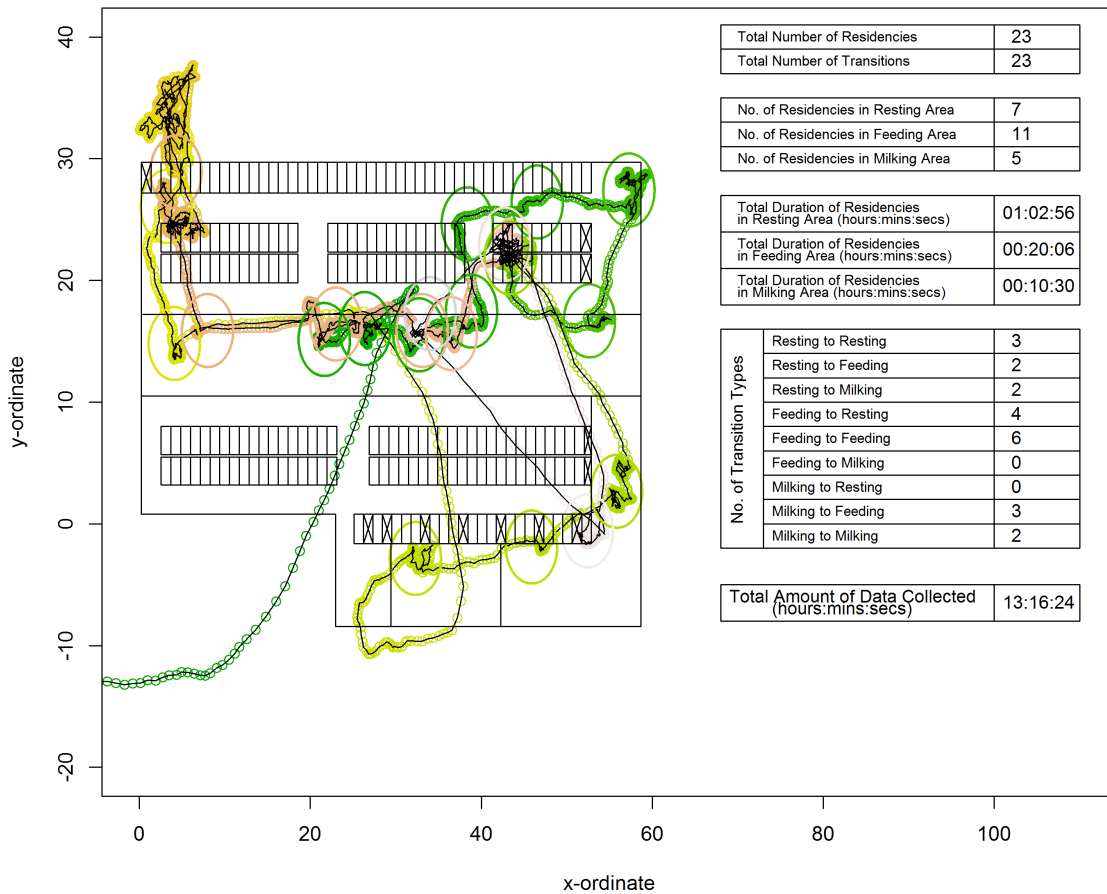 40
30
20
10
0
-10
-20
y-ordinate
0
20
40
60
80
100
x-ordinate
Total Number of Residencies 23
Total Number of Transitions 23
No. of Residencies in Resting Area 7
No. of Residencies in Feeding Area 11
No. of Residencies in Milking Area 5
Total Duration of Residencies
in Resting Area (hours:mins:secs) 01:02:56
Total Duration of Residencies
in Feeding Area (hours:mins:secs) 00:20:06
Total Duration of Residencies
in Milking Area (hours:mins:secs) 00:10:30
No. of Transition Types
Resting to Resting 3
Resting to Feeding 2
Resting to Milking 2
Feeding to Resting 4
Feeding to Feeding 6
Feeding to Milking 0
Milking to Resting 0
Milking to Feeding 3
Milking to Milking 2
Total Amount of Data Collected
(hours:mins:secs) 13:16:24